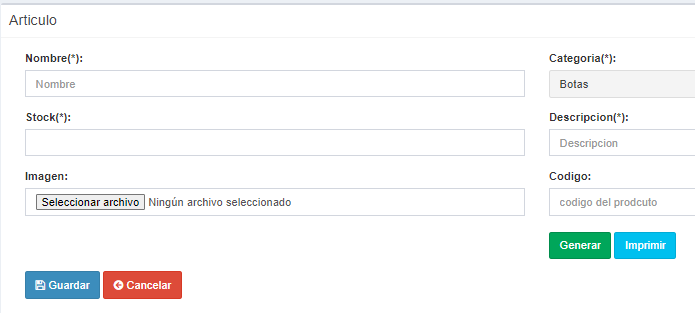 Articulo
Nombre(*):
Categoria(*):
Nombre
Botas
Stock(*):
Descripcion(*):
Descripcion
Imagen:
Codigo:
Seleccionar archivo Ningún archivo seleccionado
codigo del prodcuto
Generar
Imprimir
Guardar
Cancelar